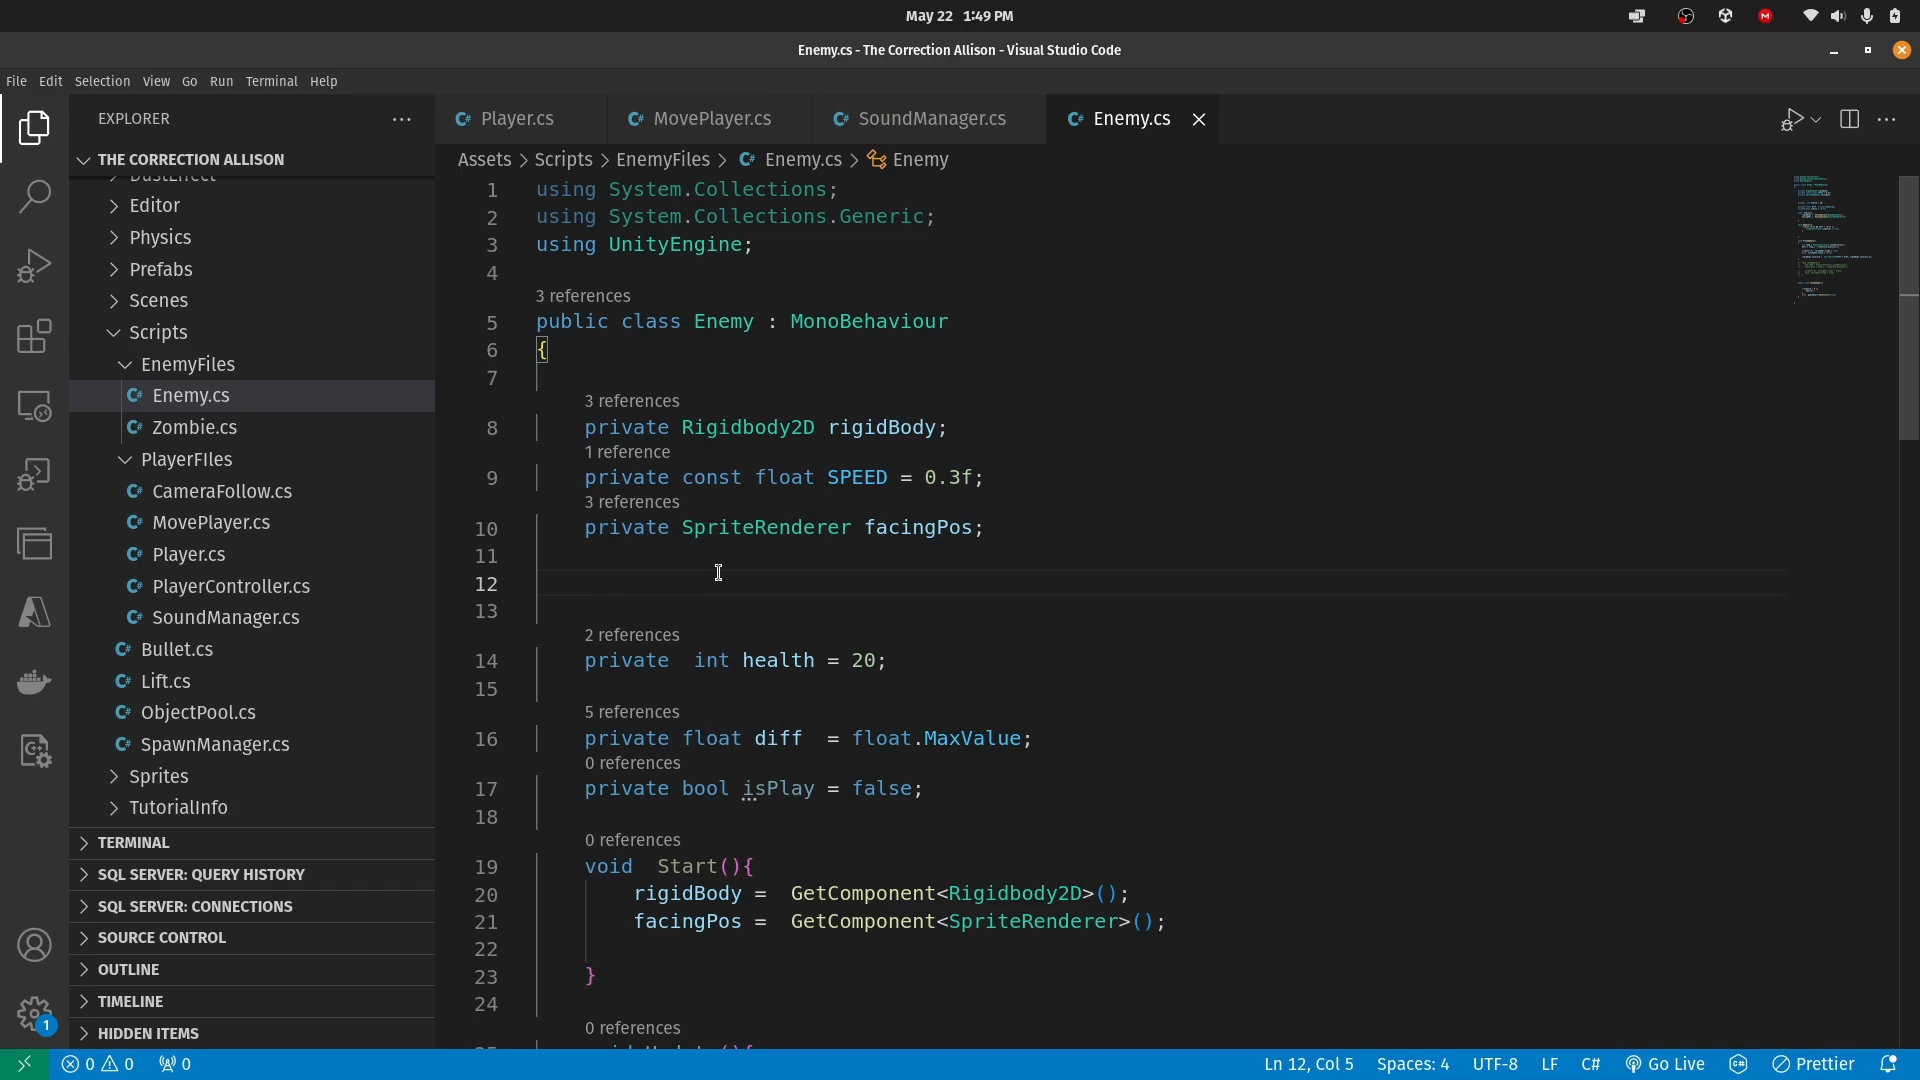 May 22 1:49 PM
Enemy.cs - The Correction Allison - Visual Studio Code
File Edit Selection View Go Run Terminal Help
EXPLORER
Player.cs MovePlayer.cs SoundManager.cs Enemy.cs
THE CORRECTION ALLISON
Assets > Scripts > EnemyFiles > Enemy.cs > Enemy
DustEffect
Editor
Physics
Prefabs
Scenes
Scripts
EnemyFiles
Enemy.cs
Zombie.cs
PlayerFIles
CameraFollow.cs
MovePlayer.cs
Player.cs
PlayerController.cs
SoundManager.cs
Bullet.cs
Lift.cs
ObjectPool.cs
SpawnManager.cs
Sprites
TutorialInfo
TERMINAL
SQL SERVER: QUERY HISTORY
SQL SERVER: CONNECTIONS
SOURCE CONTROL
OUTLINE
TIMELINE
HIDDEN ITEMS
1
1 using System.Collections;
2 using System.Collections.Generic;
3 using UnityEngine;
4
3 references
5 public class Enemy : MonoBehaviour
6 {
7
3 references
8 private Rigidbody2D rigidBody;
1 reference
9 private const float SPEED = 0.3f;
3 references
10 private SpriteRenderer facingPos;
11
12
13
2 references
14 private  int health = 20;
15
5 references
16 private float diff  = float.MaxValue;
0 references
17 private bool isPlay = false;
18
0 references
19 void  Start(){
20 rigidBody =  GetComponent<Rigidbody2D>();
21 facingPos =  GetComponent<SpriteRenderer>();
22
23 }
24
0 references
0 0 0
Ln 12, Col 5 Spaces: 4 UTF-8 LF C# Go Live Prettier